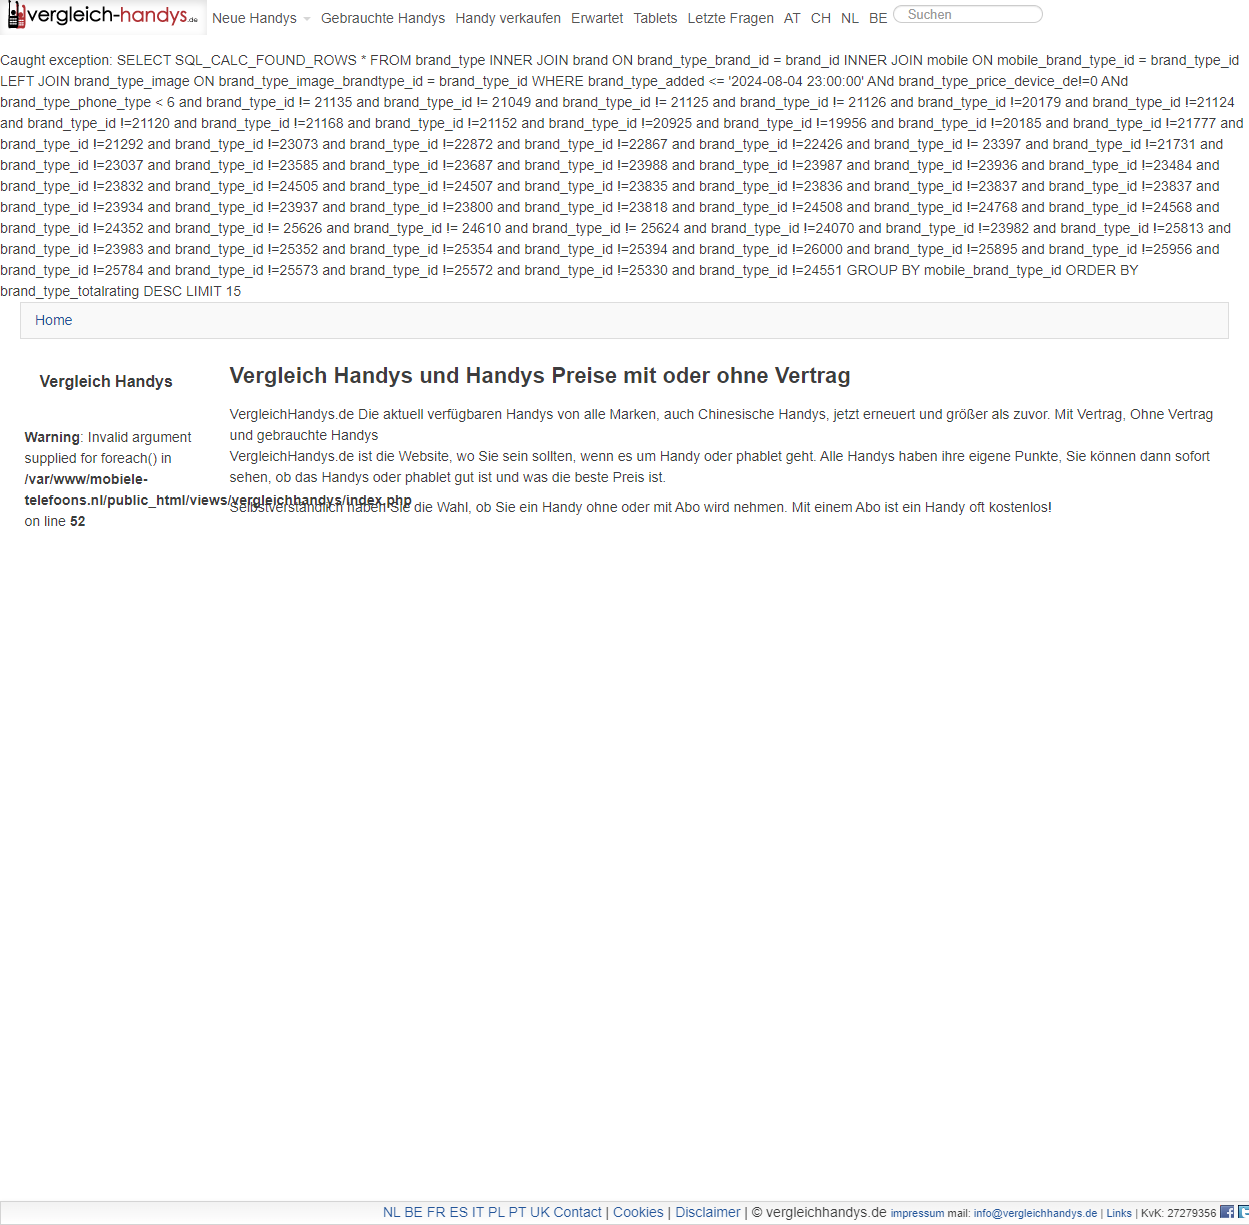 vergleich-handys.de
Neue Handys Gebrauchte Handys Handy verkaufen Erwartet Tablets Letzte Fragen AT CH NL BE Suchen
Caught exception: SELECT SQL_CALC_FOUND_ROWS * FROM brand_type INNER JOIN brand ON brand_type_brand_id = brand_id INNER JOIN mobile ON mobile_brand_type_id = brand_type_id
LEFT JOIN brand_type_image ON brand_type_image_brandtype_id = brand_type_id WHERE brand_type_added <= '2024-08-04 23:00:00' ANd brand_type_price_device_de!=0 ANd
brand_type_phone_type < 6 and brand_type_id != 21135 and brand_type_id != 21049 and brand_type_id != 21125 and brand_type_id != 21126 and brand_type_id !=20179 and brand_type_id !=21124
and brand_type_id !=21120 and brand_type_id !=21168 and brand_type_id !=21152 and brand_type_id !=20925 and brand_type_id !=19956 and brand_type_id !=20185 and brand_type_id !=21777 and
brand_type_id !=21292 and brand_type_id !=23073 and brand_type_id !=22872 and brand_type_id !=22867 and brand_type_id !=22426 and brand_type_id != 23397 and brand_type_id !=21731 and
brand_type_id !=23037 and brand_type_id !=23585 and brand_type_id !=23687 and brand_type_id !=23988 and brand_type_id !=23987 and brand_type_id !=23936 and brand_type_id !=23484 and
brand_type_id !=23832 and brand_type_id !=24505 and brand_type_id !=24507 and brand_type_id !=23835 and brand_type_id !=23836 and brand_type_id !=23837 and brand_type_id !=23837 and
brand_type_id !=23934 and brand_type_id !=23937 and brand_type_id !=23800 and brand_type_id !=23818 and brand_type_id !=24508 and brand_type_id !=24768 and brand_type_id !=24568 and
brand_type_id !=24352 and brand_type_id != 25626 and brand_type_id != 24610 and brand_type_id != 25624 and brand_type_id !=24070 and brand_type_id !=23982 and brand_type_id !=25813 and
brand_type_id !=23983 and brand_type_id !=25352 and brand_type_id !=25354 and brand_type_id !=25394 and brand_type_id !=26000 and brand_type_id !=25895 and brand_type_id !=25956 and
brand_type_id !=25784 and brand_type_id !=25573 and brand_type_id !=25572 and brand_type_id !=25330 and brand_type_id !=24551 GROUP BY mobile_brand_type_id ORDER BY
brand_type_totalrating DESC LIMIT 15
Home
Vergleich Handys
Warning: Invalid argument
supplied for foreach() in
/var/www/mobiele-
telefoons.nl/public_html/views/vergleichhandys/index.php
on line 52
Vergleich Handys und Handys Preise mit oder ohne Vertrag
VergleichHandys.de Die aktuell verfügbaren Handys von alle Marken, auch Chinesische Handys, jetzt erneuert und größer als zuvor. Mit Vertrag, Ohne Vertrag
und gebrauchte Handys
VergleichHandys.de ist die Website, wo Sie sein sollten, wenn es um Handy oder phablet geht. Alle Handys haben ihre eigene Punkte, Sie können dann sofort
sehen, ob das Handys oder phablet gut ist und was die beste Preis ist.
Selbstverständlich haben Sie die Wahl, ob Sie ein Handy ohne oder mit Abo wird nehmen. Mit einem Abo ist ein Handy oft kostenlos!
NL BE FR ES IT PL PT UK Contact | Cookies | Disclaimer | © vergleichhandys.de impressum mail: info@vergleichhandys.de | Links | KvK: 27279356